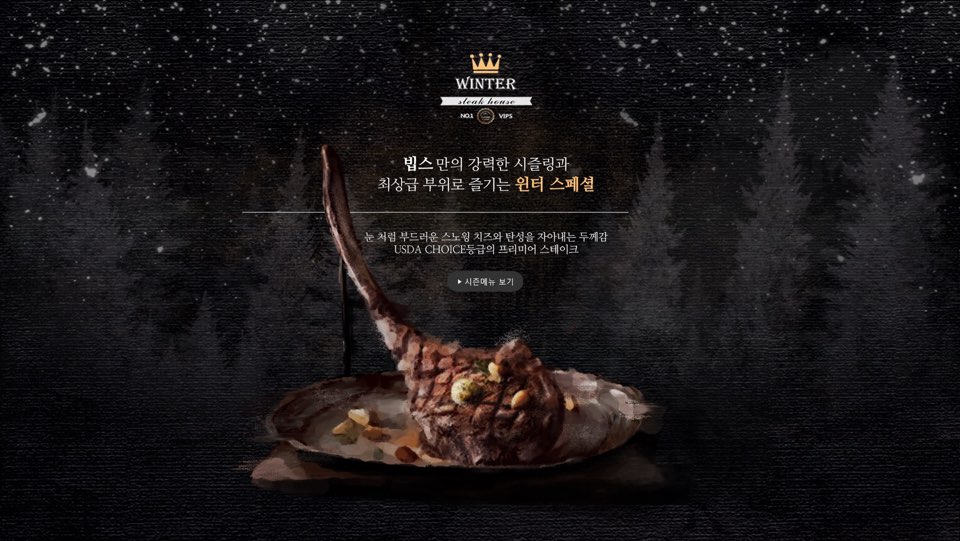 WINTER
steak house
NO.1 VIPS
빕스만의 강력한 시즐링과
최상급 부위로 즐기는 윈터 스페셜
눈 처럼 부드러운 스노윙 치즈와 탄성을 자아내는 두께감
USDA CHOICE등급의 프리미어 스테이크
시즌메뉴 보기